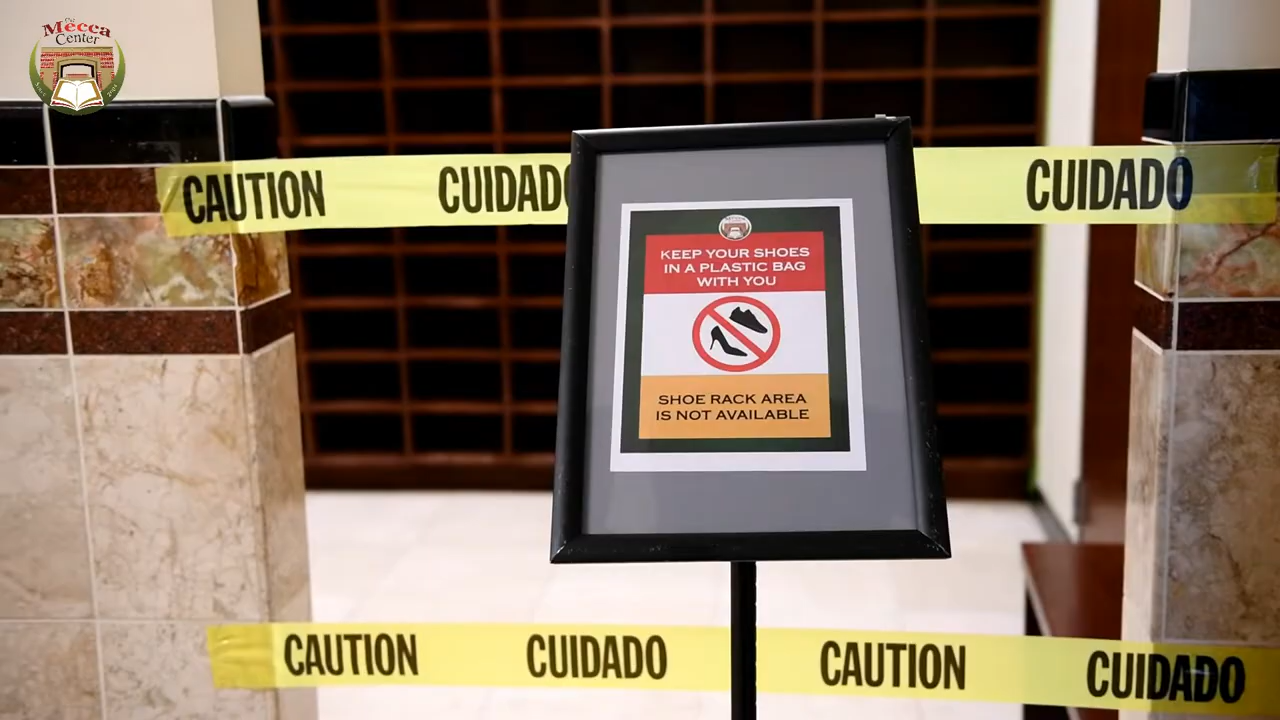 The
Mecca
Center
CAUTION CUIDADO CUIDADO
KEEP YOUR SHOES
IN A PLASTIC BAG
WITH YOU
SHOE RACK AREA
IS NOT AVAILABLE
CAUTION CUIDADO CAUTION CUIDADO